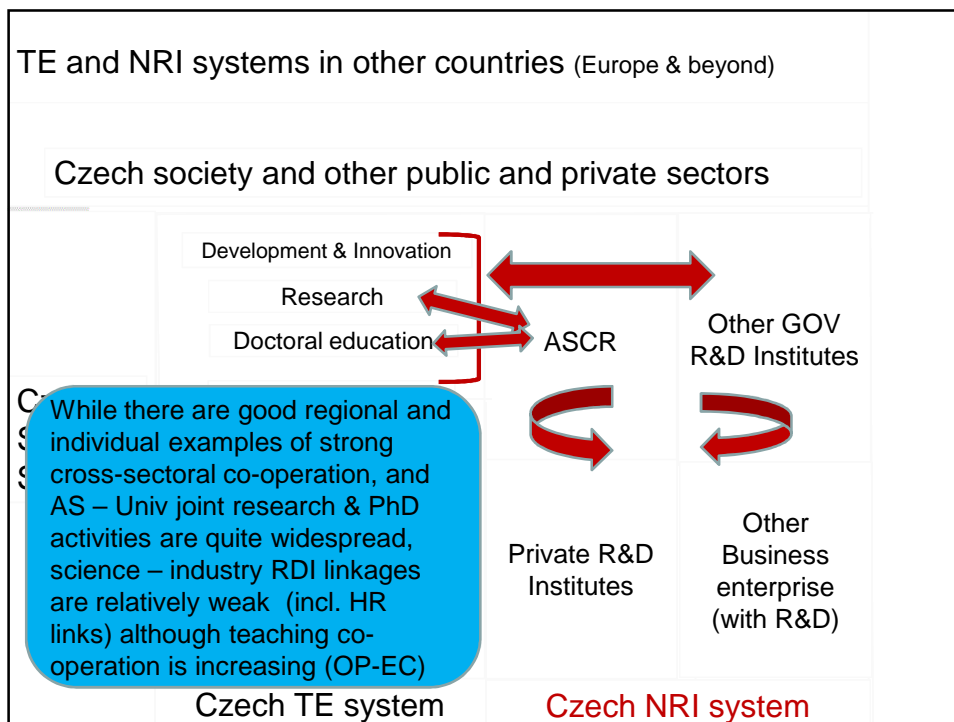 TE and NRI systems in other countries (Europe & beyond)
Czech society and other public and private sectors
Development & Innovation
Research
Doctoral education
ASCR
Other GOV
R&D Institutes
While there are good regional and
individual examples of strong
cross-sectoral co-operation, and
AS – Univ joint research & PhD
activities are quite widespread,
science – industry RDI linkages
are relatively weak (incl. HR
links) although teaching co-
operation is increasing (OP-EC)
Private R&D
Institutes
Other
Business
enterprise
(with R&D)
Czech TE system
Czech NRI system